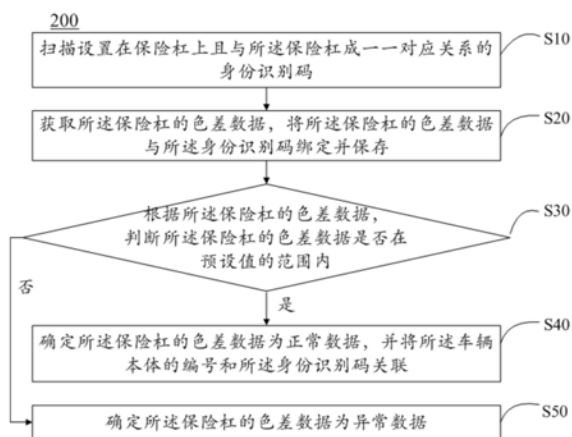 200
扫描设置在保险杠上且与所述保险杠成一一对应关系的
身份识别码
S10
获取所述保险杠的色差数据，将所述保险杠的色差数据
与所述身份识别码绑定并保存
S20
根据所述保险杠的色差数据，
判断所述保险杠的色差数据是否在
预设值的范围内
S30
否
是
确定所述保险杠的色差数据为正常数据，并将所述车辆
本体的编号和所述身份识别码关联
S40
确定所述保险杠的色差数据为异常数据
S50